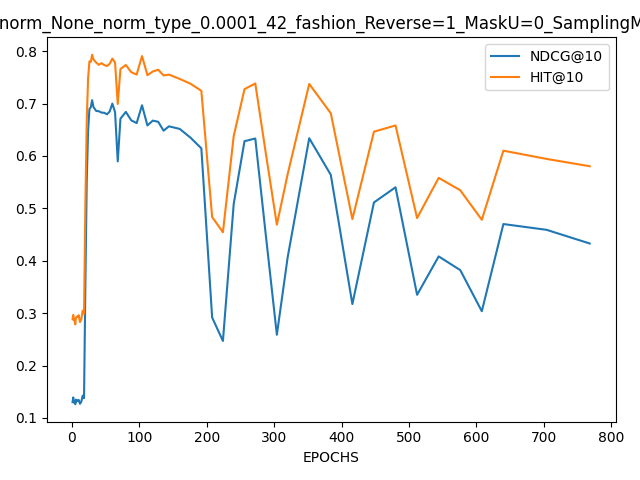 norm_None_norm_type_0.0001_42_fashion_Reverse=1_MaskU=0_SamplingM
NDCG@10
HIT@10
0.8
0.7
0.6
0.5
0.4
0.3
0.2
0.1
0 100 200 300 400 500 600 700 800
EPOCHS